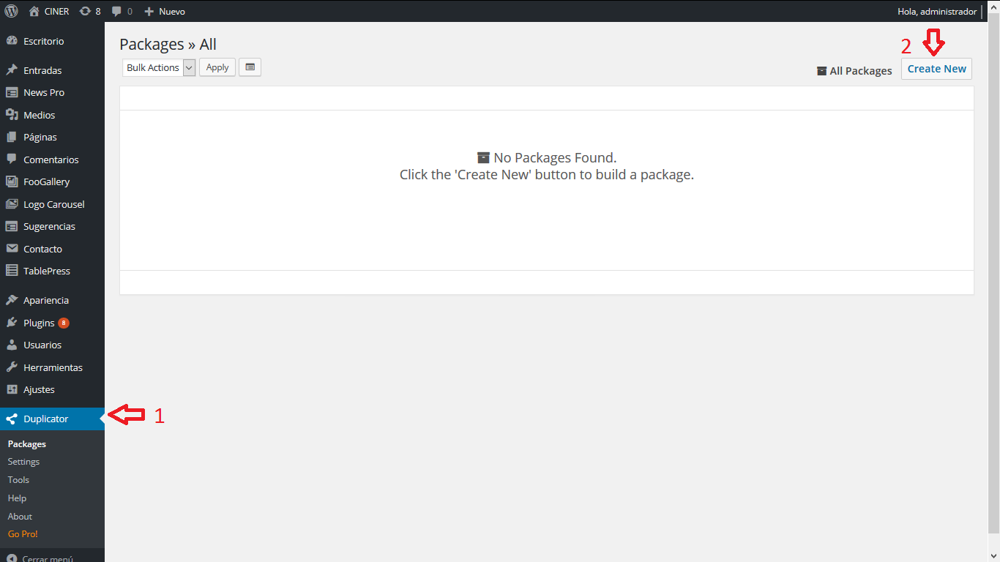 CINER 8 0 Nuevo Hola, administrador
Escritorio
Entradas
News Pro
Medios
Páginas
Comentarios
FooGallery
Logo Carousel
Sugerencias
Contacto
TablePress
Apariencia
Plugins 8
Usuarios
Herramientas
Ajustes
Duplicator
Packages
Settings
Tools
Help
About
Go Pro!
Cerrar menú
Packages » All
2
Bulk Actions Apply All Packages Create New
No Packages Found.
Click the 'Create New' button to build a package.
1